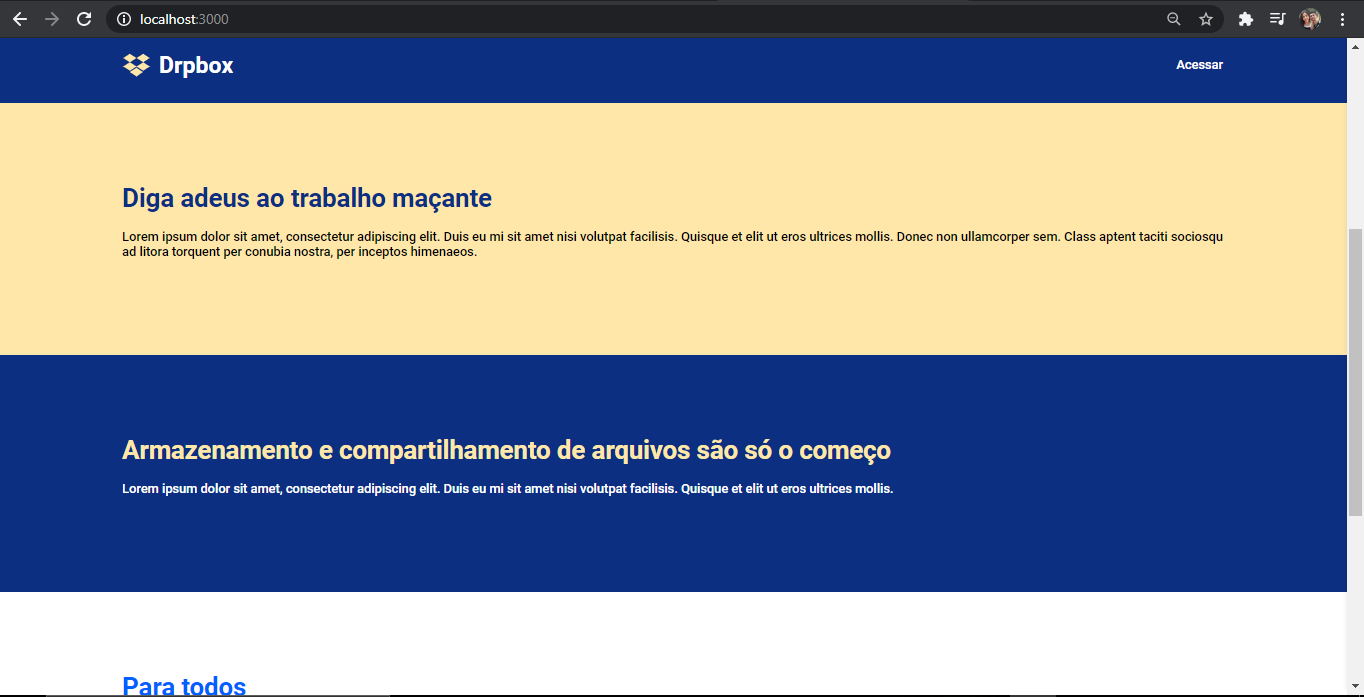 localhost:3000
Drpbox
Acessar
Diga adeus ao trabalho maçante
Lorem ipsum dolor sit amet, consectetur adipiscing elit. Duis eu mi sit amet nisi volutpat facilisis. Quisque et elit ut eros ultrices mollis. Donec non ullamcorper sem. Class aptent taciti sociosqu
ad litora torquent per conubia nostra, per inceptos himenaeos.
Armazenamento e compartilhamento de arquivos são só o começo
Lorem ipsum dolor sit amet, consectetur adipiscing elit. Duis eu mi sit amet nisi volutpat facilisis. Quisque et elit ut eros ultrices mollis.
Para todos